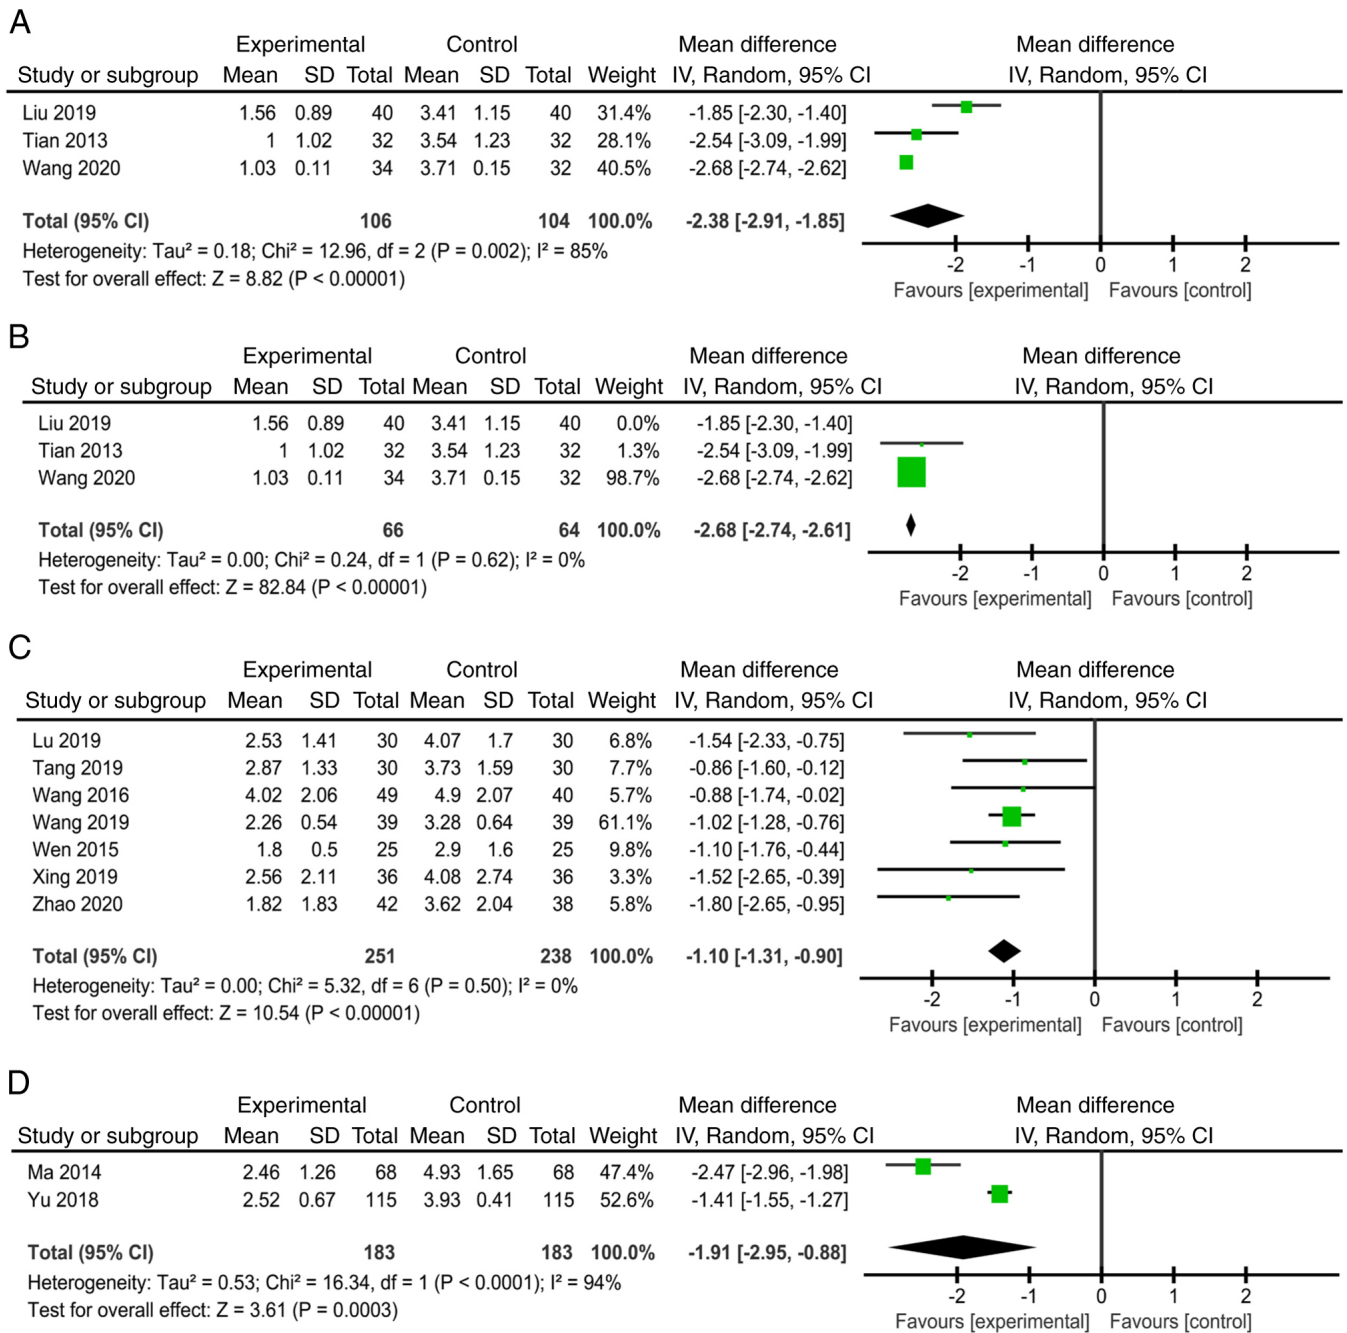 A
Experimental Control Mean difference Mean difference
Study or subgroup Mean SD Total Mean SD Total Weight IV, Random, 95% CI IV, Random, 95% CI
Liu 2019 1.56 0.89 40 3.41 1.15 40 31.4% -1.85 [-2.30, -1.40]
Tian 2013 1 1.02 32 3.54 1.23 32 28.1% -2.54 [-3.09, -1.99]
Wang 2020 1.03 0.11 34 3.71 0.15 32 40.5% -2.68 [-2.74, -2.62]
Total (95% CI) 106 104 100.0% -2.38 [-2.91, -1.85]
Heterogeneity: Tau² = 0.18; Chi² = 12.96, df = 2 (P = 0.002); I² = 85%
Test for overall effect: Z = 8.82 (P < 0.00001)
-2 -1 0 1 2
Favours [experimental] Favours [control]
B
Experimental Control Mean difference Mean difference
Study or subgroup Mean SD Total Mean SD Total Weight IV, Random, 95% CI IV, Random, 95% CI
Liu 2019 1.56 0.89 40 3.41 1.15 40 0.0% -1.85 [-2.30, -1.40]
Tian 2013 1 1.02 32 3.54 1.23 32 1.3% -2.54 [-3.09, -1.99]
Wang 2020 1.03 0.11 34 3.71 0.15 32 98.7% -2.68 [-2.74, -2.62]
Total (95% CI) 66 64 100.0% -2.68 [-2.74, -2.61]
Heterogeneity: Tau² = 0.00; Chi² = 0.24, df = 1 (P = 0.62); I² = 0%
Test for overall effect: Z = 82.84 (P < 0.00001)
-2 -1 0 1 2
Favours [experimental] Favours [control]
C
Experimental Control Mean difference Mean difference
Study or subgroup Mean SD Total Mean SD Total Weight IV, Random, 95% CI IV, Random, 95% CI
Lu 2019 2.53 1.41 30 4.07 1.7 30 6.8% -1.54 [-2.33, -0.75]
Tang 2019 2.87 1.33 30 3.73 1.59 30 7.7% -0.86 [-1.60, -0.12]
Wang 2016 4.02 2.06 49 4.9 2.07 40 5.7% -0.88 [-1.74, -0.02]
Wang 2019 2.26 0.54 39 3.28 0.64 39 61.1% -1.02 [-1.28, -0.76]
Wen 2015 1.8 0.5 25 2.9 1.6 25 9.8% -1.10 [-1.76, -0.44]
Xing 2019 2.56 2.11 36 4.08 2.74 36 3.3% -1.52 [-2.65, -0.39]
Zhao 2020 1.82 1.83 42 3.62 2.04 38 5.8% -1.80 [-2.65, -0.95]
Total (95% CI) 251 238 100.0% -1.10 [-1.31, -0.90]
Heterogeneity: Tau² = 0.00; Chi² = 5.32, df = 6 (P = 0.50); I² = 0%
Test for overall effect: Z = 10.54 (P < 0.00001)
-2 -1 0 1 2
Favours [experimental] Favours [control]
D
Experimental Control Mean difference Mean difference
Study or subgroup Mean SD Total Mean SD Total Weight IV, Random, 95% CI IV, Random, 95% CI
Ma 2014 2.46 1.26 68 4.93 1.65 68 47.4% -2.47 [-2.96, -1.98]
Yu 2018 2.52 0.67 115 3.93 0.41 115 52.6% -1.41 [-1.55, -1.27]
Total (95% CI) 183 183 100.0% -1.91 [-2.95, -0.88]
Heterogeneity: Tau² = 0.53; Chi² = 16.34, df = 1 (P < 0.0001); I² = 94%
Test for overall effect: Z = 3.61 (P = 0.0003)
-2 -1 0 1 2
Favours [experimental] Favours [control]